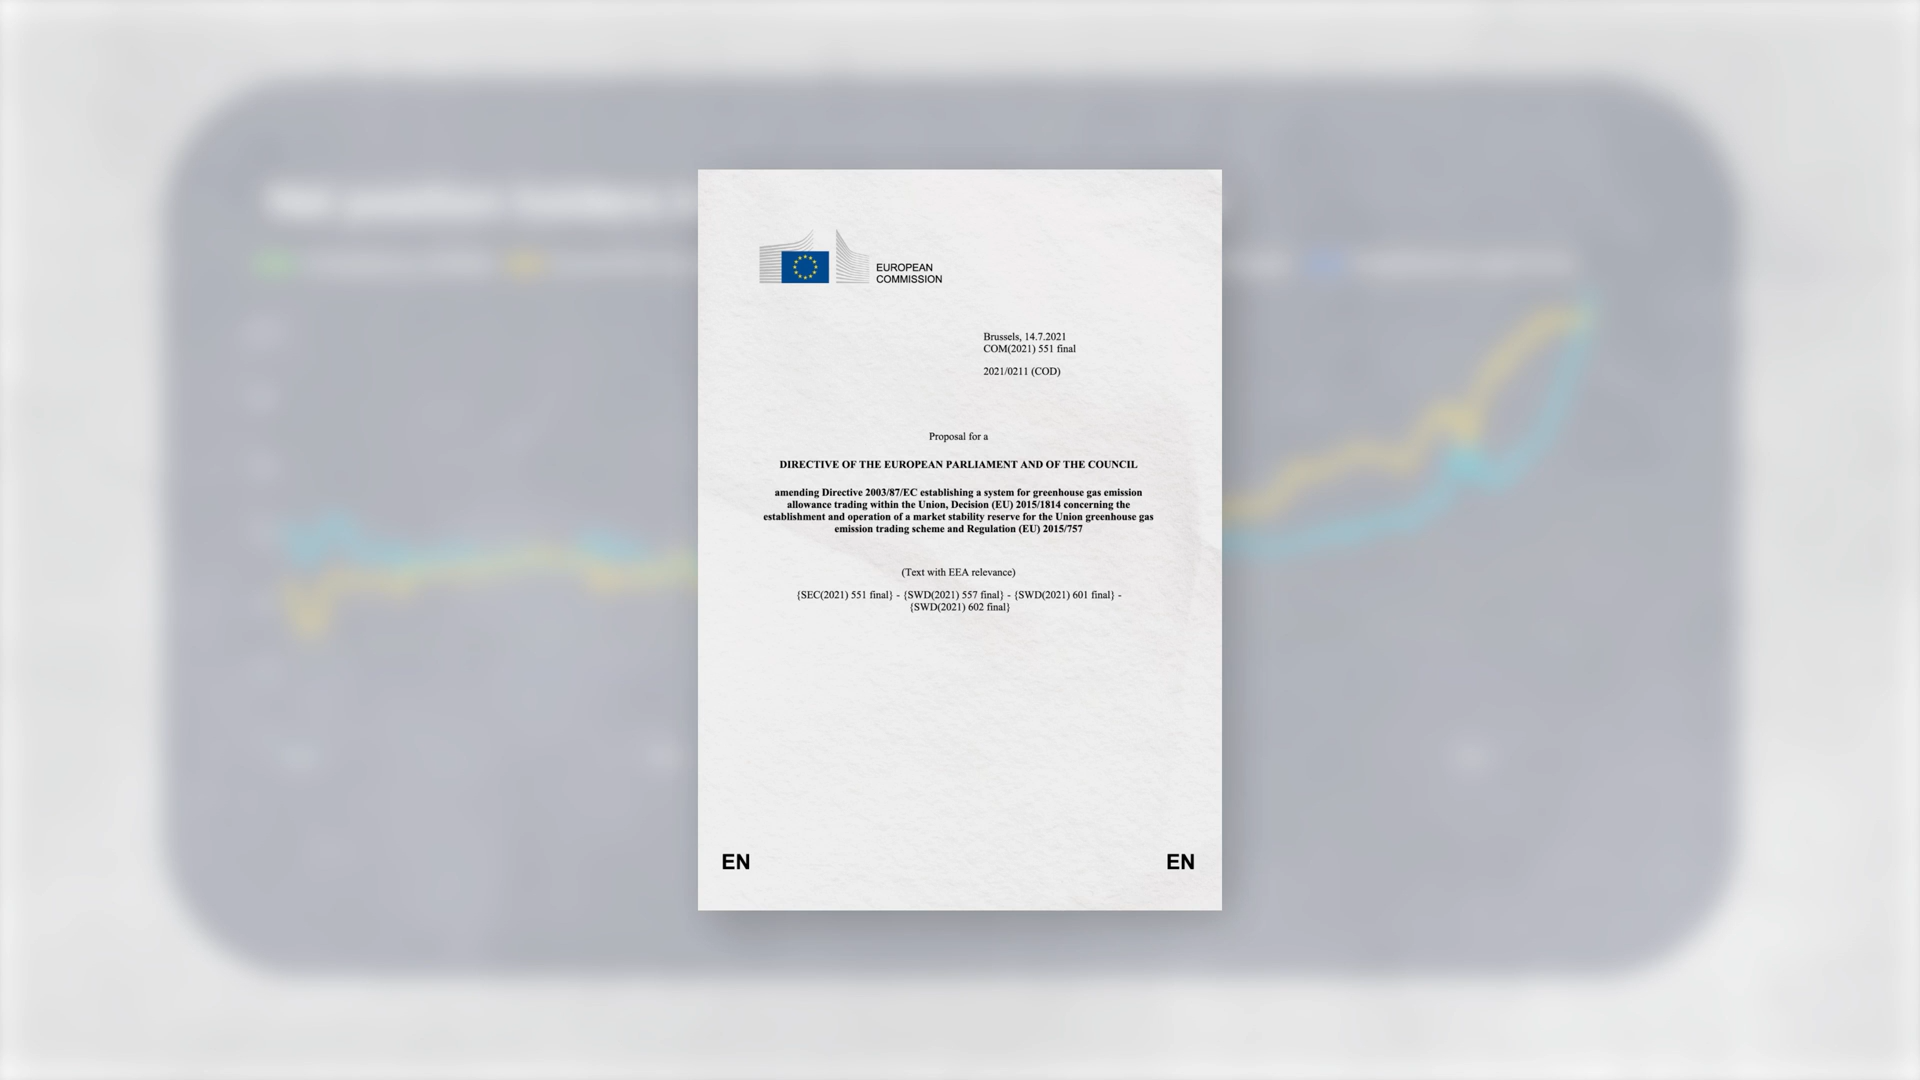 EUROPEAN
COMMISSION
Brussels, 14.7.2021
COM(2021) 551 final
2021/0211 (COD)
Proposal for a
DIRECTIVE OF THE EUROPEAN PARLIAMENT AND OF THE COUNCIL
amending Directive 2003/87/EC establishing a system for greenhouse gas emission
allowance trading within the Union, Decision (EU) 2015/1814 concerning the
establishment and operation of a market stability reserve for the Union greenhouse gas
emission trading scheme and Regulation (EU) 2015/757
(Text with EEA relevance)
{SEC(2021) 551 final} - {SWD(2021) 557 final} - {SWD(2021) 601 final} -
{SWD(2021) 602 final}
EN EN